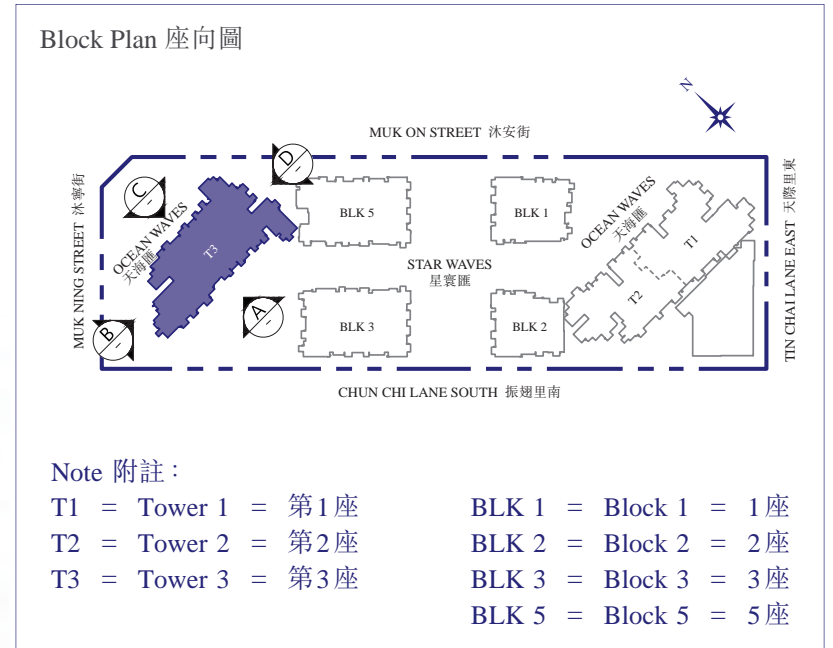 Block Plan 座向圖
N
MUK ON STREET 沐安街
D
C
B
A
MUK NING STREET 沐寧街
OCEAN WAVES
天海匯
T3
BLK 5
BLK 1
OCEAN WAVES
天海匯
T1
T2
STAR WAVES
星寰匯
BLK 3
BLK 2
TIN CHAI LANE EAST 天際里東
CHUN CHI LANE SOUTH 振翅里南
Note 附註：
T1 = Tower 1 = 第1座
T2 = Tower 2 = 第2座
T3 = Tower 3 = 第3座
BLK 1 = Block 1 = 1座
BLK 2 = Block 2 = 2座
BLK 3 = Block 3 = 3座
BLK 5 = Block 5 = 5座